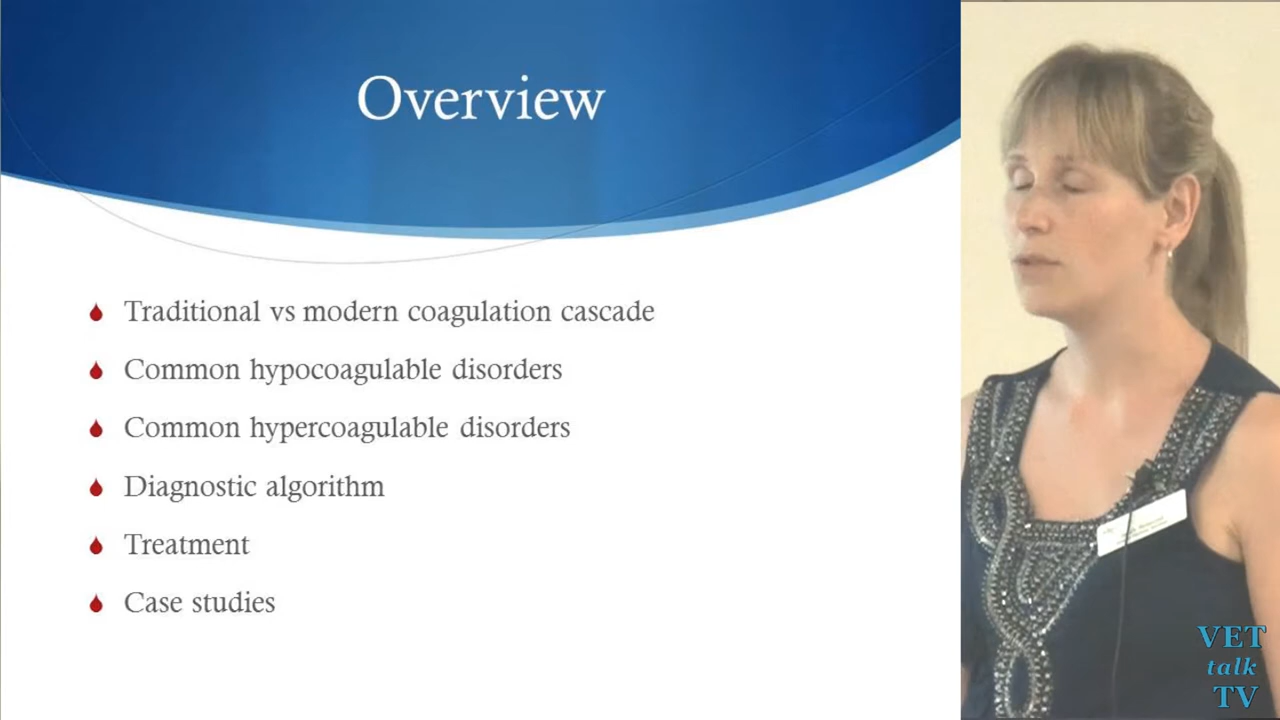 Overview
Traditional vs modern coagulation cascade
Common hypocoagulable disorders
Common hypercoagulable disorders
Diagnostic algorithm
Treatment
Case studies
VET
talk
TV